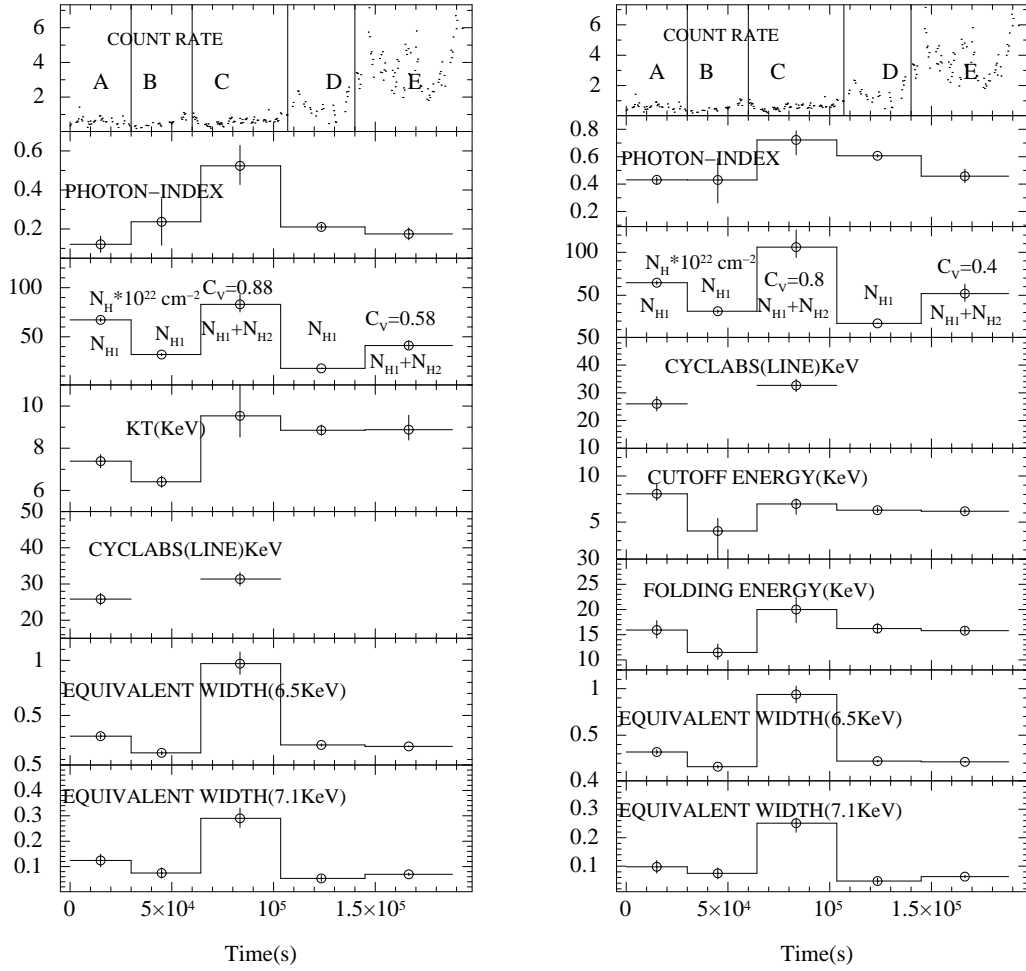 COUNT RATE
A B C D E
6
4
2
PHOTON−INDEX
0.6
0.4
0.2
N_H*10^22 cm^−2 C_V=0.88
N_H1 N_H1 N_H1+N_H2 N_H1 C_V=0.58
N_H1+N_H2
100
50
KT(KeV)
10
8
6
50
CYCLABS(LINE)KeV
40
30
20
EQUIVALENT WIDTH(6.5KeV)
1
0.5
0.5
EQUIVALENT WIDTH(7.1KeV)
0.4
0.3
0.2
0.1
0 5×10^4 10^5 1.5×10^5
Time(s)
COUNT RATE
A B C D E
6
4
2
PHOTON−INDEX
0.8
0.6
0.4
0.2
N_H*10^22 cm^−2 N_H1 C_V=0.4
N_H1 N_H1 C_V=0.8
N_H1+N_H2 N_H1+N_H2
100
50
50
CYCLABS(LINE)KeV
40
30
20
10
CUTOFF ENERGY(KeV)
10
5
30
FOLDING ENERGY(KeV)
25
20
15
10
EQUIVALENT WIDTH(6.5KeV)
1
0.5
0.4
EQUIVALENT WIDTH(7.1KeV)
0.3
0.2
0.1
0 5×10^4 10^5 1.5×10^5
Time(s)